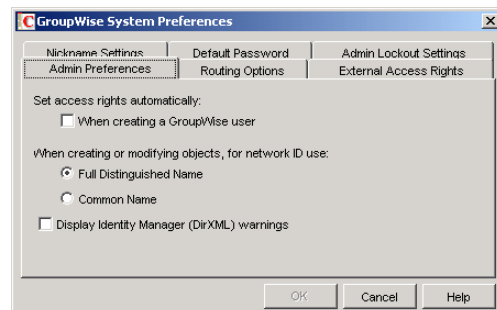 GroupWise System Preferences
Nickname Settings Default Password Admin Lockout Settings
Admin Preferences Routing Options External Access Rights
Set access rights automatically:
When creating a GroupWise user
When creating or modifying objects, for network ID use:
Full Distinguished Name
Common Name
Display Identity Manager (DirXML) warnings
OK Cancel Help